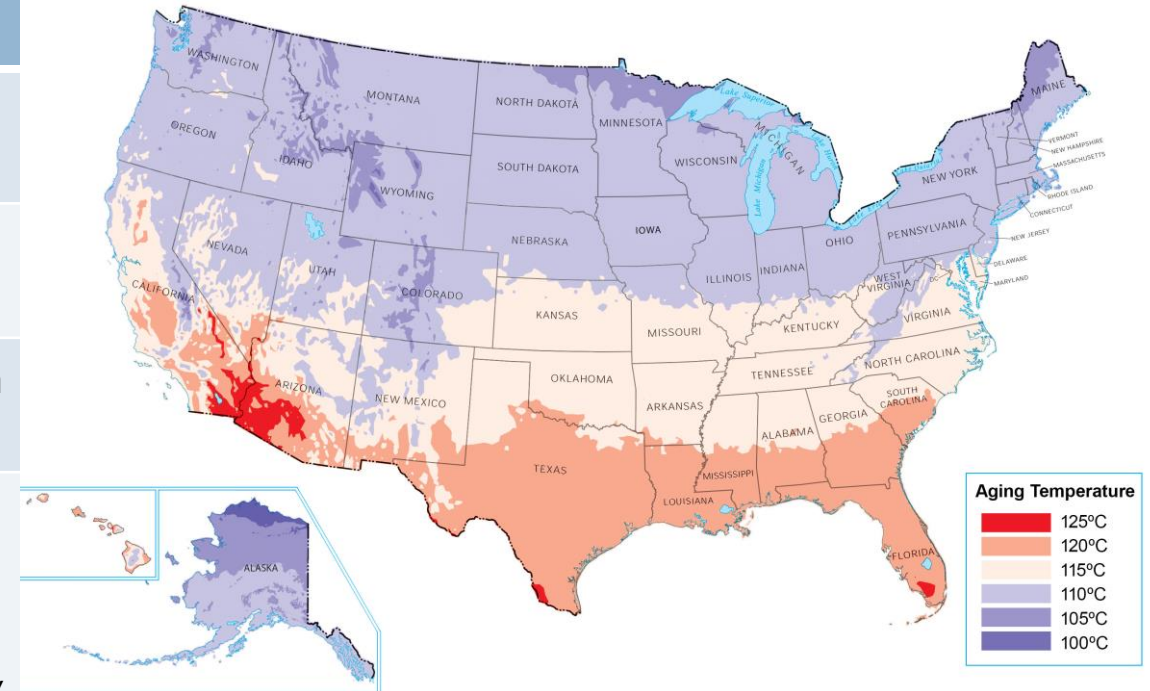 WASHINGTON
MONTANA
NORTH DAKOTA
MINNESOTA
Lake Superior
MICHIGAN
MAINE
OREGON
IDAHO
SOUTH DAKOTA
WISCONSIN
Lake Michigan
Lake Huron
VERMONT
NEW HAMPSHIRE
MASSACHUSETTS
NEW YORK
RHODE ISLAND
CONNECTICUT
WYOMING
NEBRASKA
IOWA
PENNSYLVANIA
NEW JERSEY
NEVADA
UTAH
COLORADO
ILLINOIS
INDIANA
OHIO
WEST
VIRGINIA
DC
DELAWARE
MARYLAND
CALIFORNIA
KANSAS
MISSOURI
KENTUCKY
VIRGINIA
ARIZONA
NEW MEXICO
OKLAHOMA
ARKANSAS
TENNESSEE
NORTH CAROLINA
SOUTH
CAROLINA
TEXAS
LOUISIANA
MISSISSIPPI
ALABAMA
GEORGIA
FLORIDA
ALASKA
Aging Temperature
125ºC
120ºC
115ºC
110ºC
105ºC
100ºC